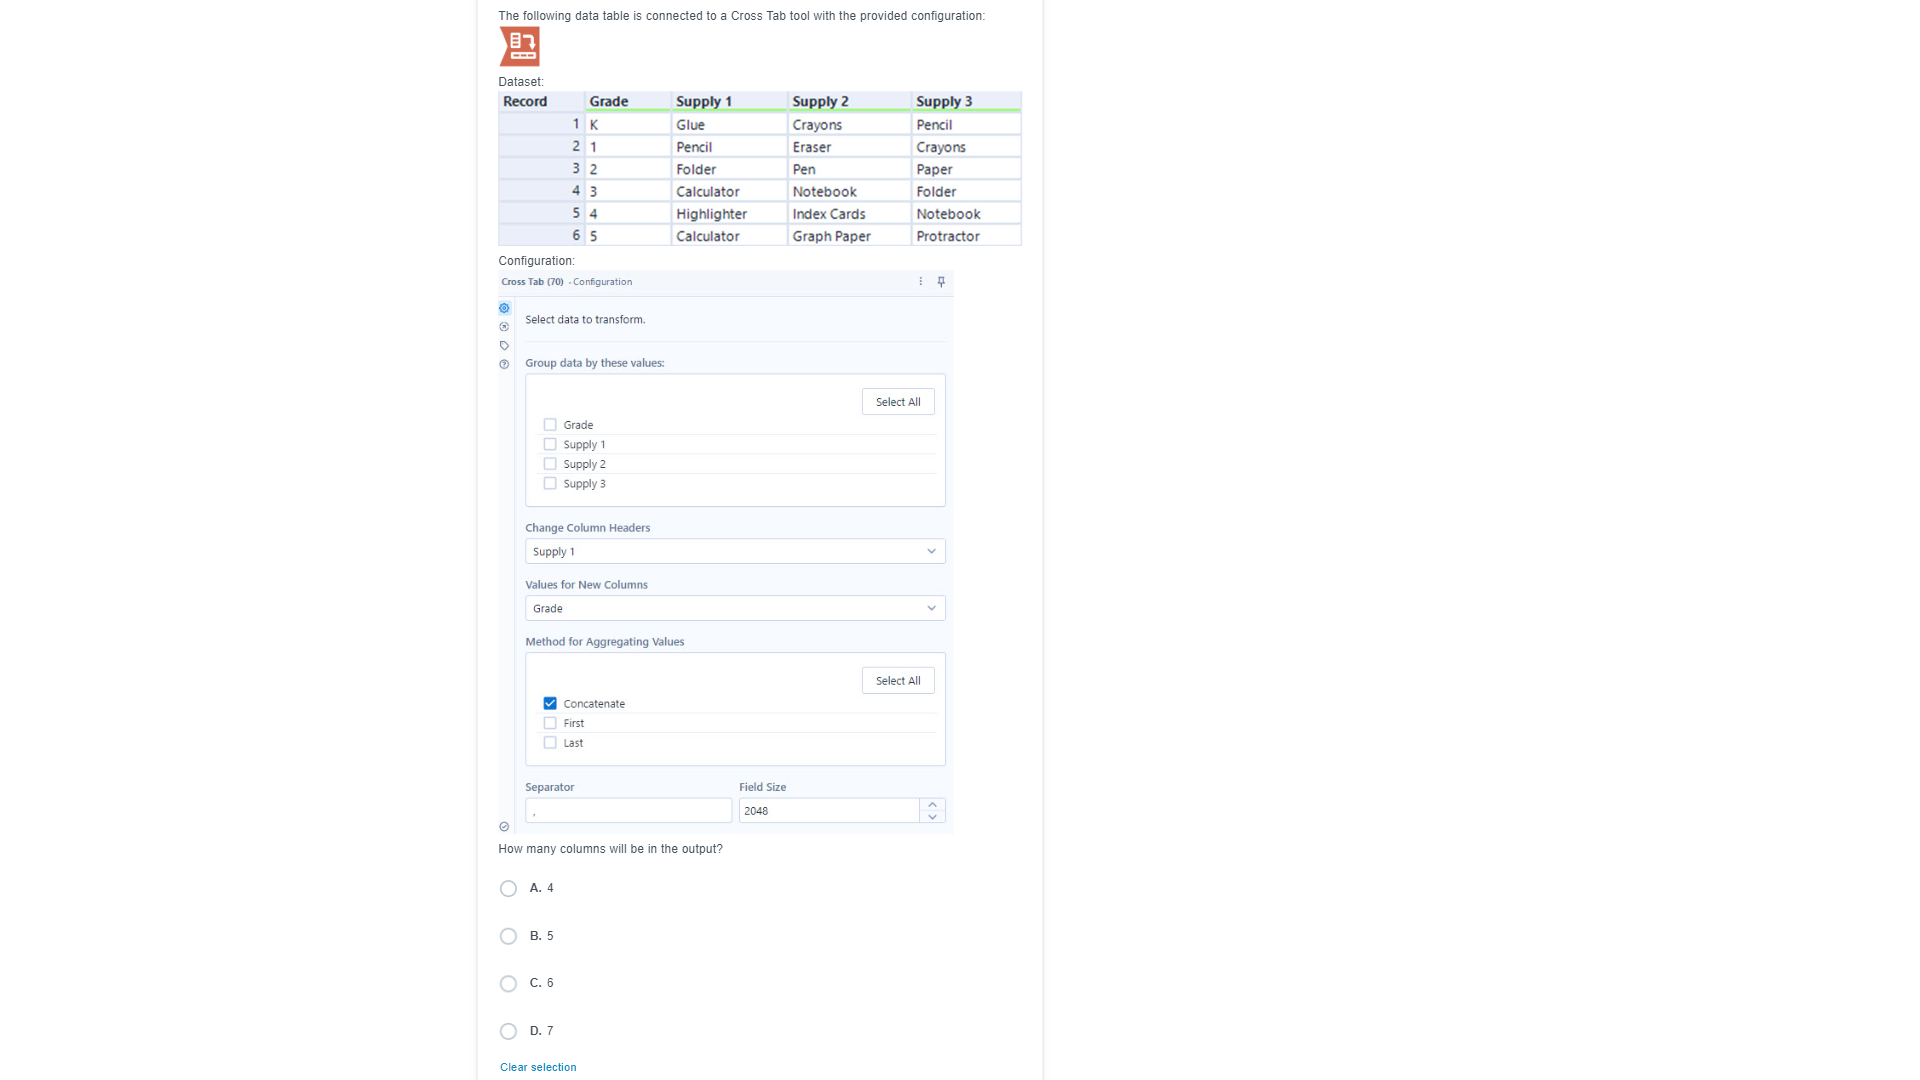 The following data table is connected to a Cross Tab tool with the provided configuration:
Dataset:
Record Grade Supply 1 Supply 2 Supply 3
1 K Glue Crayons Pencil
2 1 Pencil Eraser Crayons
3 2 Folder Pen Paper
4 3 Calculator Notebook Folder
5 4 Highlighter Index Cards Notebook
6 5 Calculator Graph Paper Protractor
Configuration:
Cross Tab (70) - Configuration
Select data to transform.
Group data by these values:
Select All
Grade
Supply 1
Supply 2
Supply 3
Change Column Headers
Supply 1
Values for New Columns
Grade
Method for Aggregating Values
Select All
Concatenate
First
Last
Separator Field Size
, 2048
How many columns will be in the output?
A. 4
B. 5
C. 6
D. 7
Clear selection